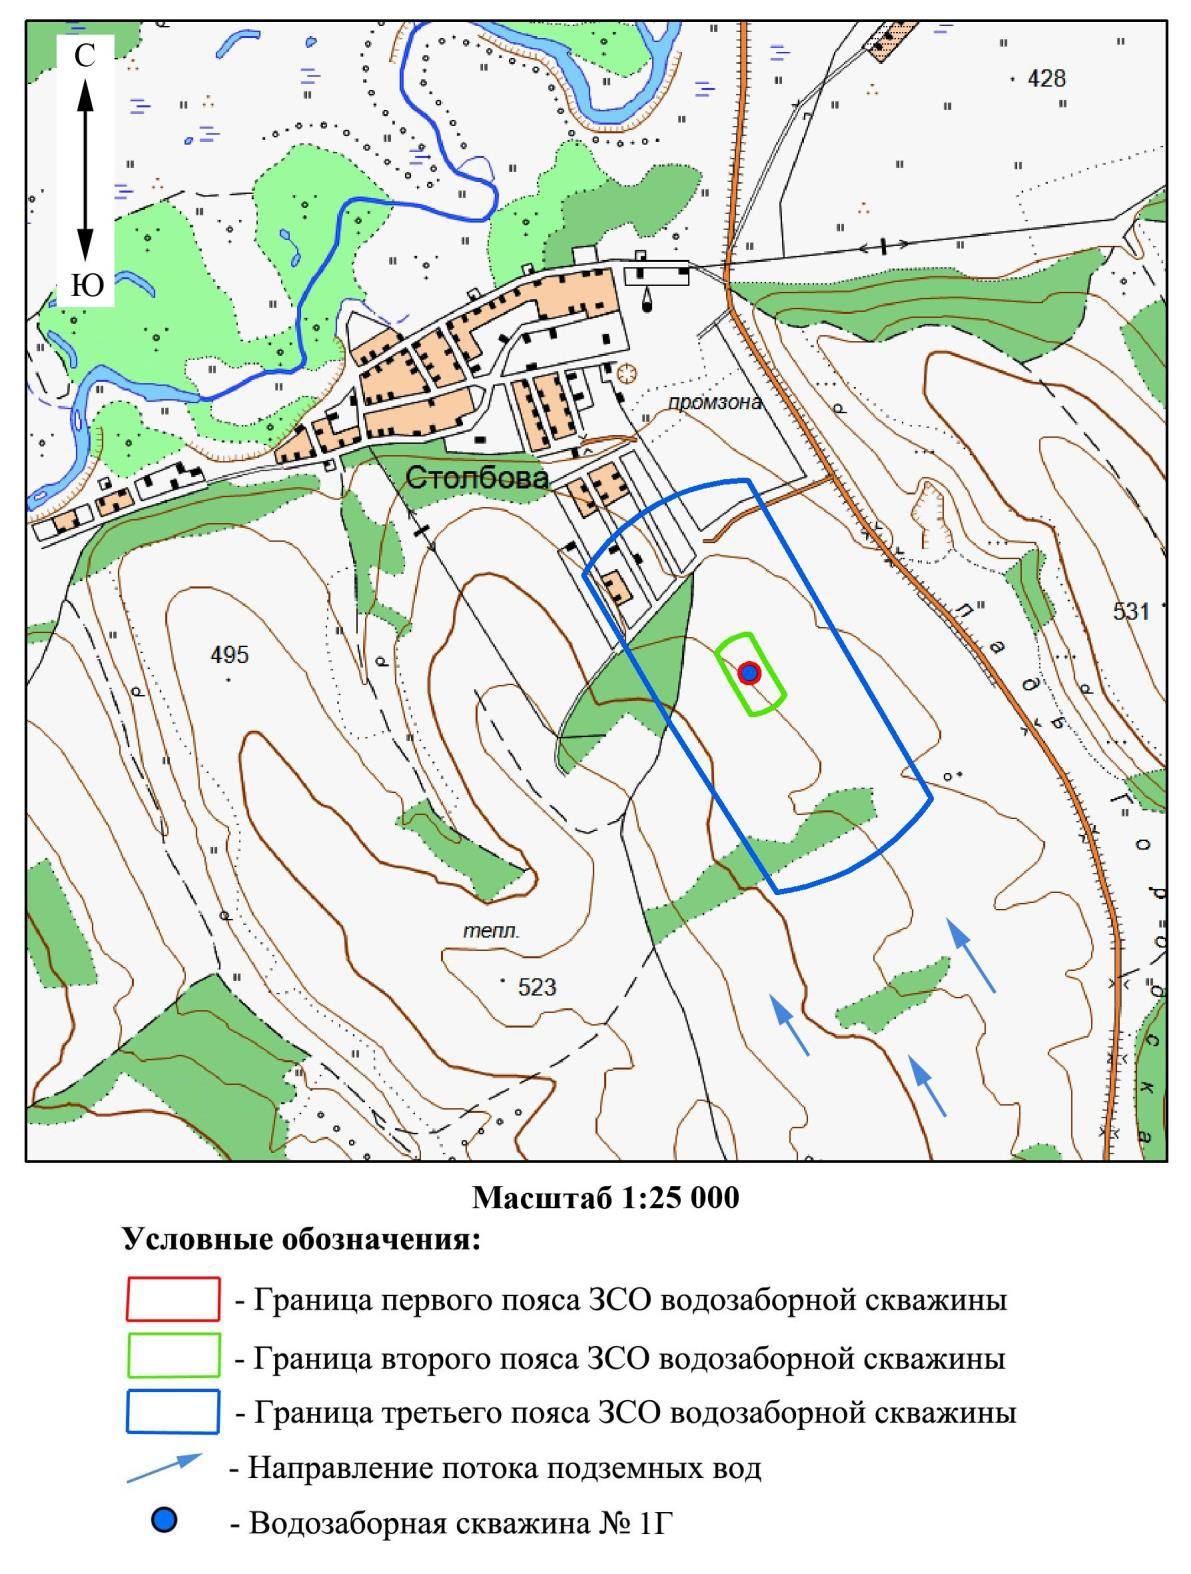 С
Ю
428
промзона
Столбова
495
531
падь
Горбовская
тепл.
523
Масштаб 1:25 000
Условные обозначения:
- Граница первого пояса ЗСО водозаборной скважины
- Граница второго пояса ЗСО водозаборной скважины
- Граница третьего пояса ЗСО водозаборной скважины
- Направление потока подземных вод
- Водозаборная скважина № 1Г